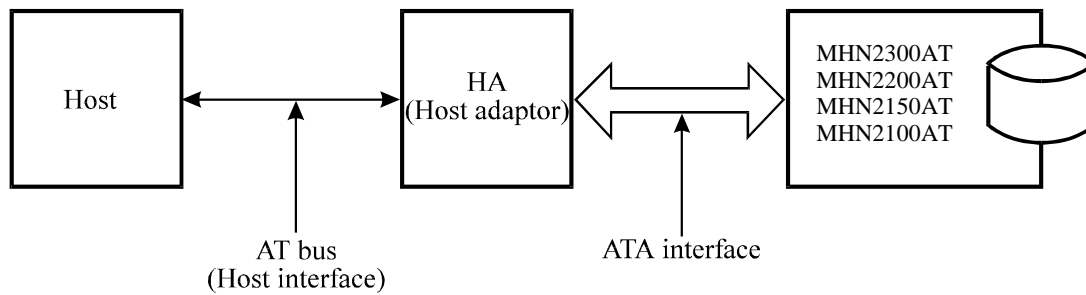 Host
HA
(Host adaptor)
MHN2300AT
MHN2200AT
MHN2150AT
MHN2100AT
AT bus
(Host interface)
ATA interface